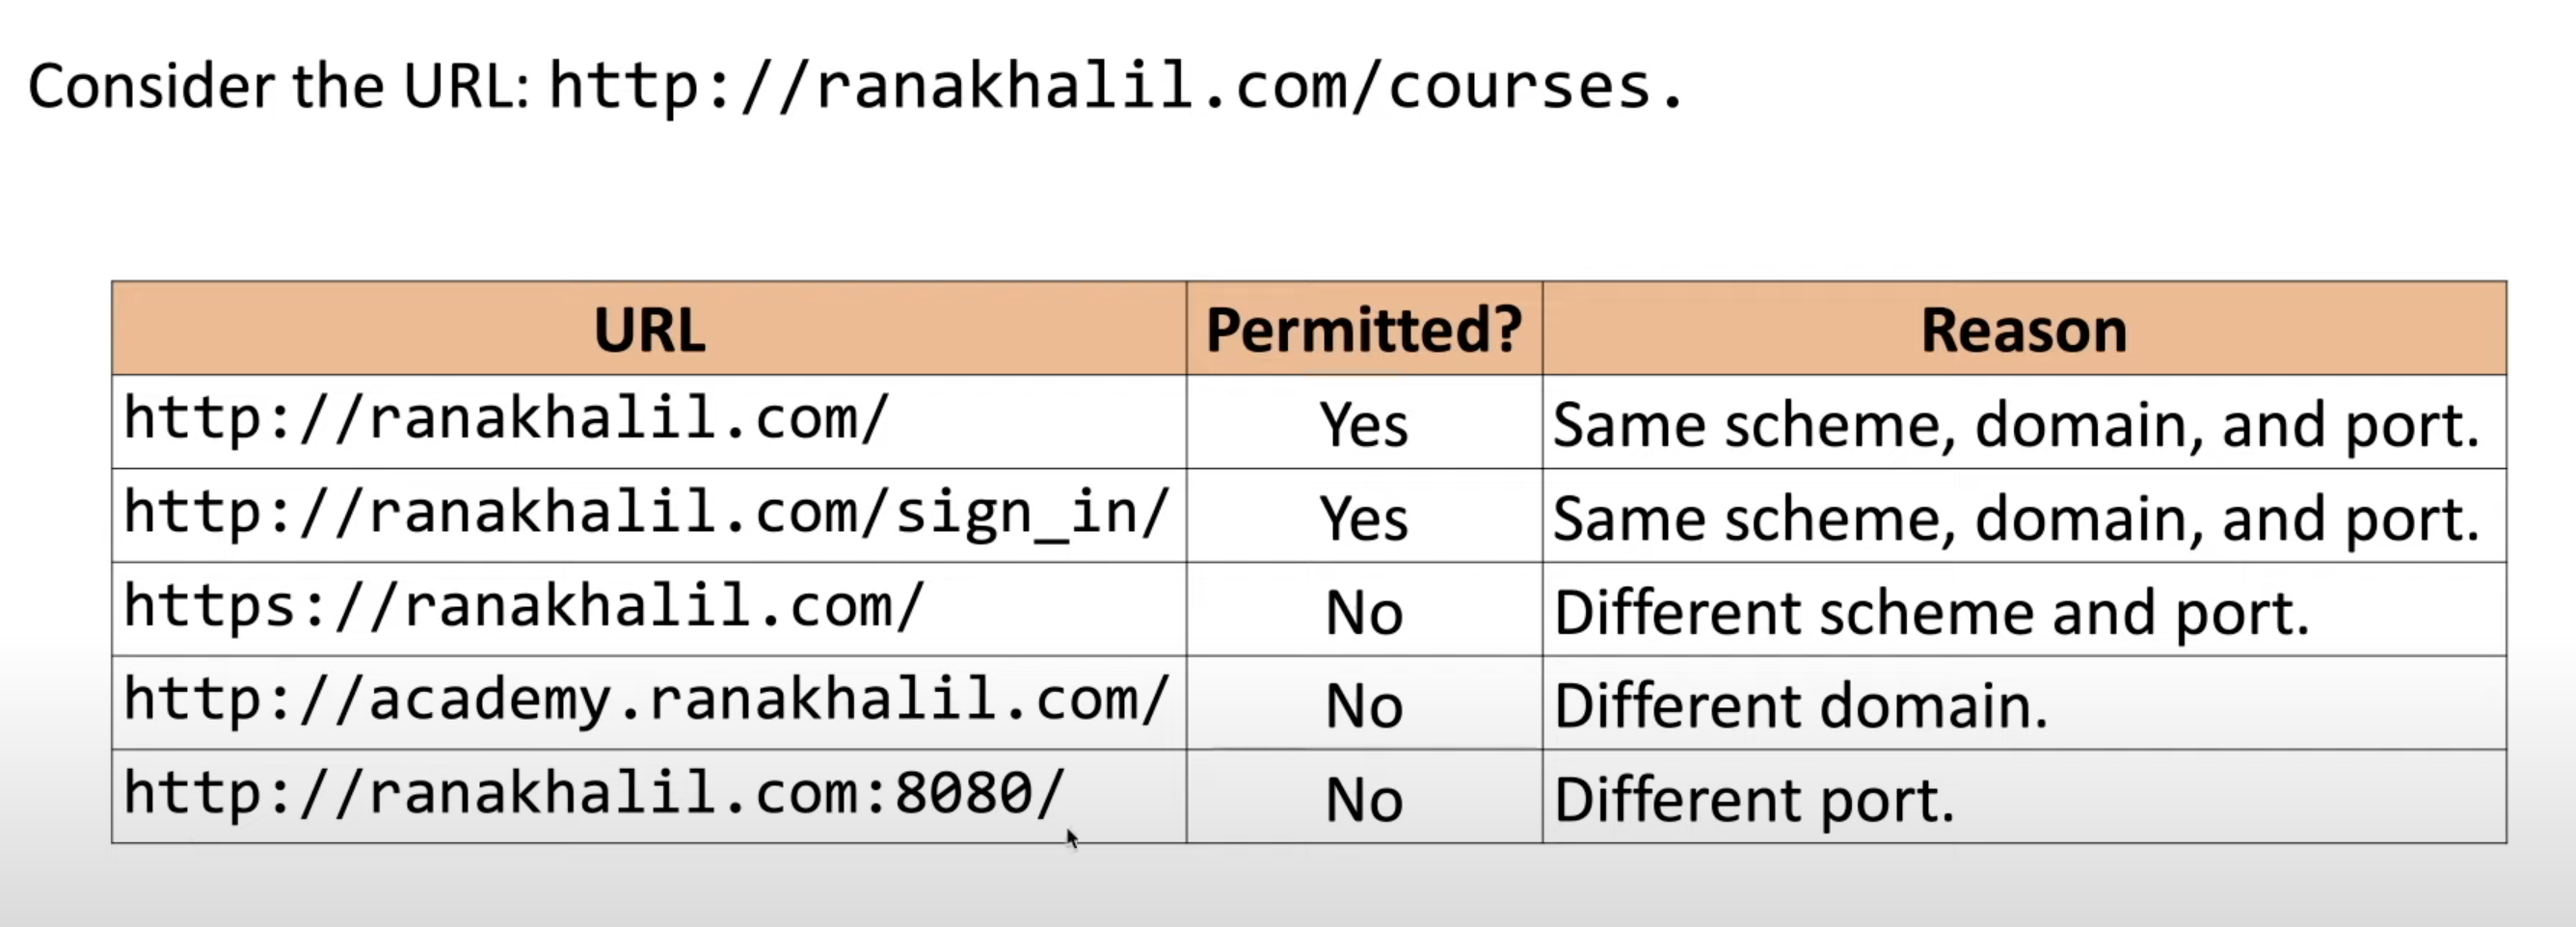 Consider the URL: http://ranakhalil.com/courses.
URL Permitted? Reason
http://ranakhalil.com/ Yes Same scheme, domain, and port.
http://ranakhalil.com/sign_in/ Yes Same scheme, domain, and port.
https://ranakhalil.com/ No Different scheme and port.
http://academy.ranakhalil.com/ No Different domain.
http://ranakhalil.com:8080/ No Different port.